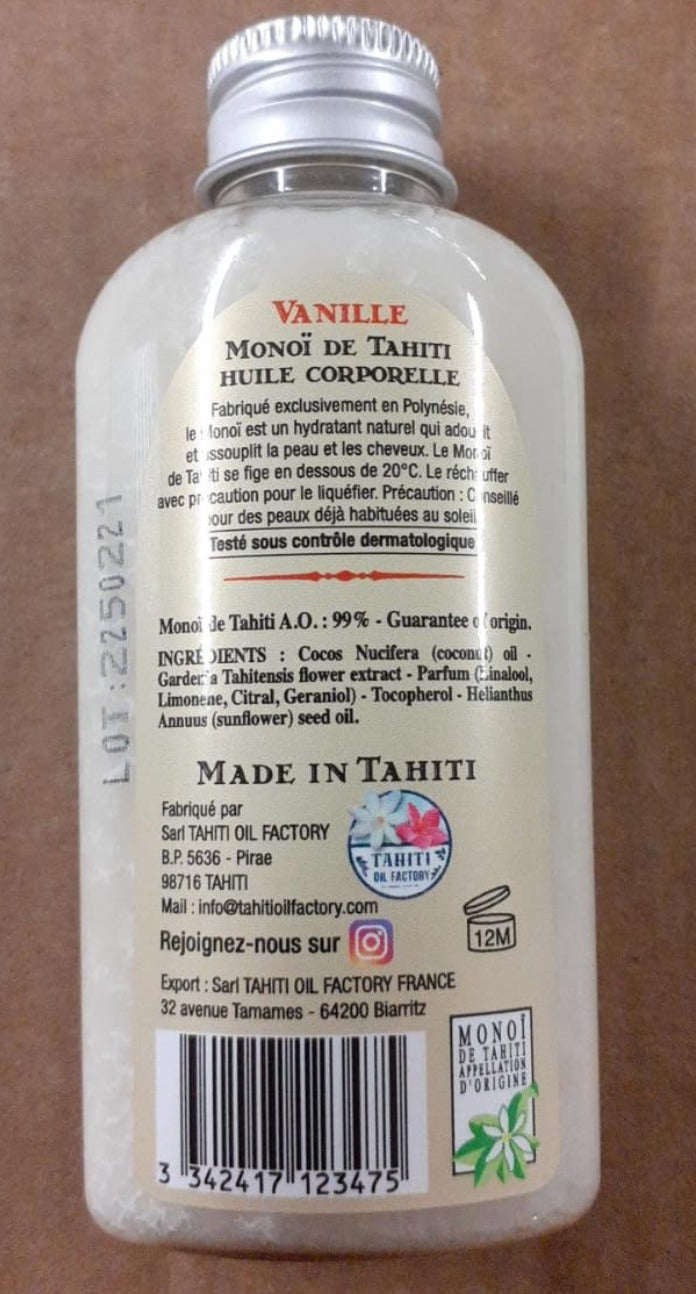 VANILLE
MONOÏ DE TAHITI
HUILE CORPORELLE
Fabriqué exclusivement en Polynésie,
le Monoï est un hydratant naturel qui adoucit
et assouplit la peau et les cheveux. Le Monoï
de Tahiti se fige en dessous de 20°C. Le réchauffer
avec précaution pour le liquéfier. Précaution : Conseillé
pour des peaux déjà habituées au soleil
Testé sous contrôle dermatologique
Monoï de Tahiti A.O. : 99% - Guarantee of origin.
INGRÉDIENTS : Cocos Nucifera (coconut) oil -
Gardenia Tahitensis flower extract - Parfum (Linalool,
Limonene, Citral, Geraniol) - Tocopherol - Helianthus
Annuus (sunflower) seed oil.
MADE IN TAHITI
Fabriqué par
Sarl TAHITI OIL FACTORY
B.P. 5636 - Pirae
98716 TAHITI
Mail : info@tahitioilfactory.com
TAHITI
OIL FACTORY
Rejoignez-nous sur
12M
Export : Sarl TAHITI OIL FACTORY FRANCE
32 avenue Tamames - 64200 Biarritz
MONOÏ
DE TAHITI
APPELLATION
D'ORIGINE
3 342417 123475
LOT:2250221